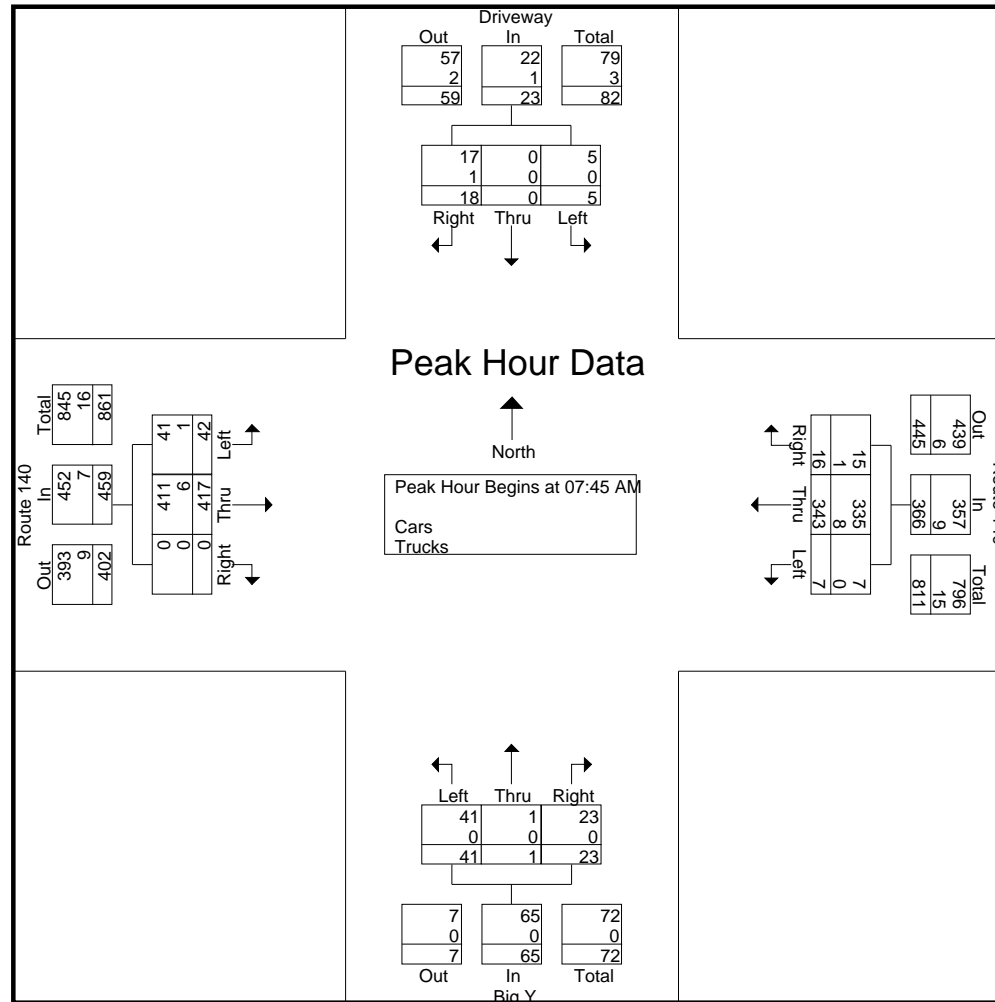 Driveway
Out In Total
57 22 79
2 1 3
59 23 82
17 0 5
1 0 0
18 0 5
Right Thru Left
Peak Hour Data
North
Peak Hour Begins at 07:45 AM
Cars
Trucks
Route 140
Out In Total
393 452 845
9 7 16
402 459 861
Right Thru Left
0 411 41
0 6 1
0 417 42
Out In Total
439 357 796
6 9 15
445 366 811
15 335 7
1 8 0
16 343 7
Right Thru Left
Left Thru Right
41 1 23
0 0 0
41 1 23
7 65 72
0 0 0
7 65 72
Out In Total
Big Y